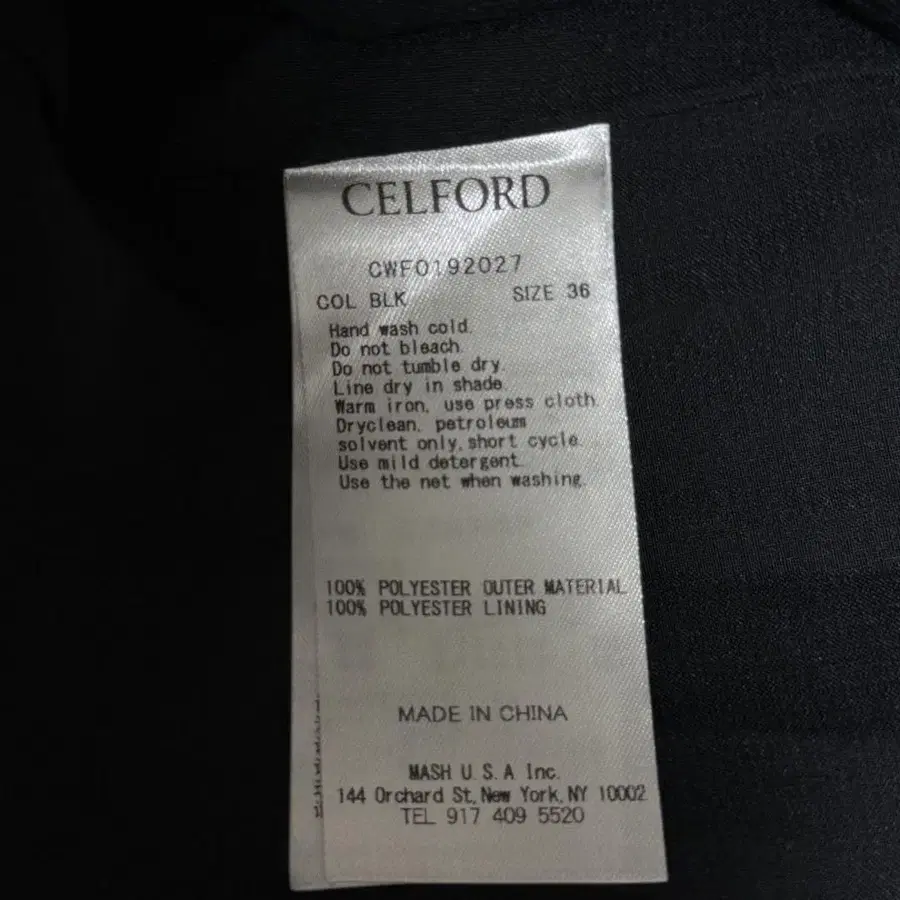 CELFORD
CWFO192027
COL BLK SIZE 36
Hand wash cold.
Do not bleach.
Do not tumble dry.
Line dry in shade.
Warm iron, use press cloth.
Dryclean, petroleum
solvent only, short cycle.
Use mild detergent.
Use the net when washing.
100% POLYESTER OUTER MATERIAL
100% POLYESTER LINING
MADE IN CHINA
MASH U.S.A Inc.
144 Orchard St, New York, NY 10002
TEL 917 409 5520